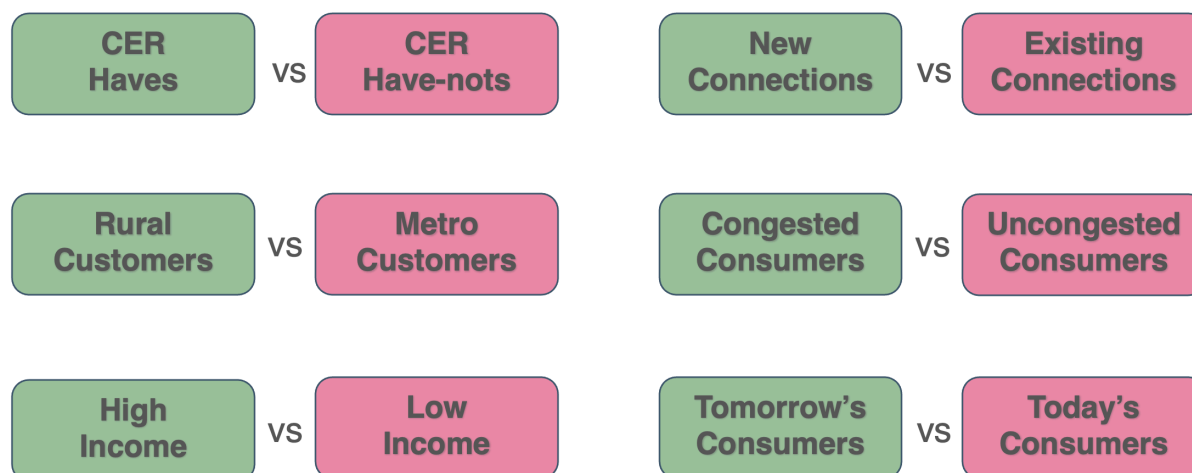 CER
Haves
vs
CER
Have-nots
New
Connections
vs
Existing
Connections
Rural
Customers
vs
Metro
Customers
Congested
Consumers
vs
Uncongested
Consumers
High
Income
vs
Low
Income
Tomorrow’s
Consumers
vs
Today’s
Consumers